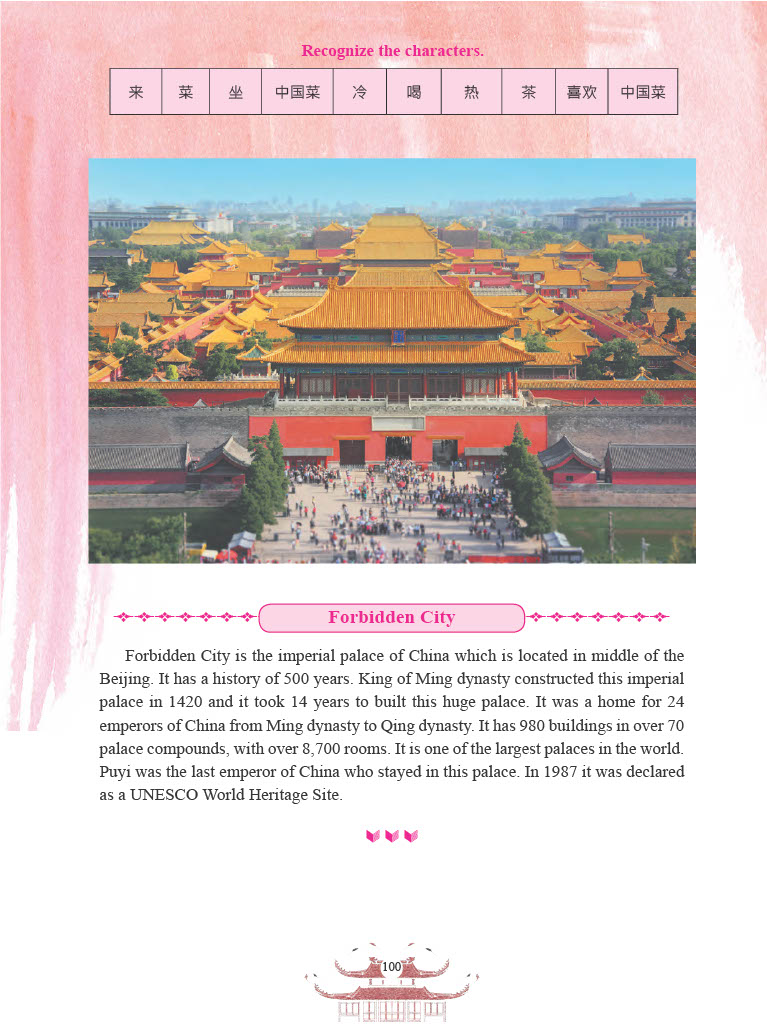 Recognize the characters.
来 菜 坐 中国菜 冷 喝 热 茶 喜欢 中国菜
Forbidden City
Forbidden City is the imperial palace of China which is located in middle of the
Beijing. It has a history of 500 years. King of Ming dynasty constructed this imperial
palace in 1420 and it took 14 years to built this huge palace. It was a home for 24
emperors of China from Ming dynasty to Qing dynasty. It has 980 buildings in over 70
palace compounds, with over 8,700 rooms. It is one of the largest palaces in the world.
Puyi was the last emperor of China who stayed in this palace. In 1987 it was declared
as a UNESCO World Heritage Site.
100